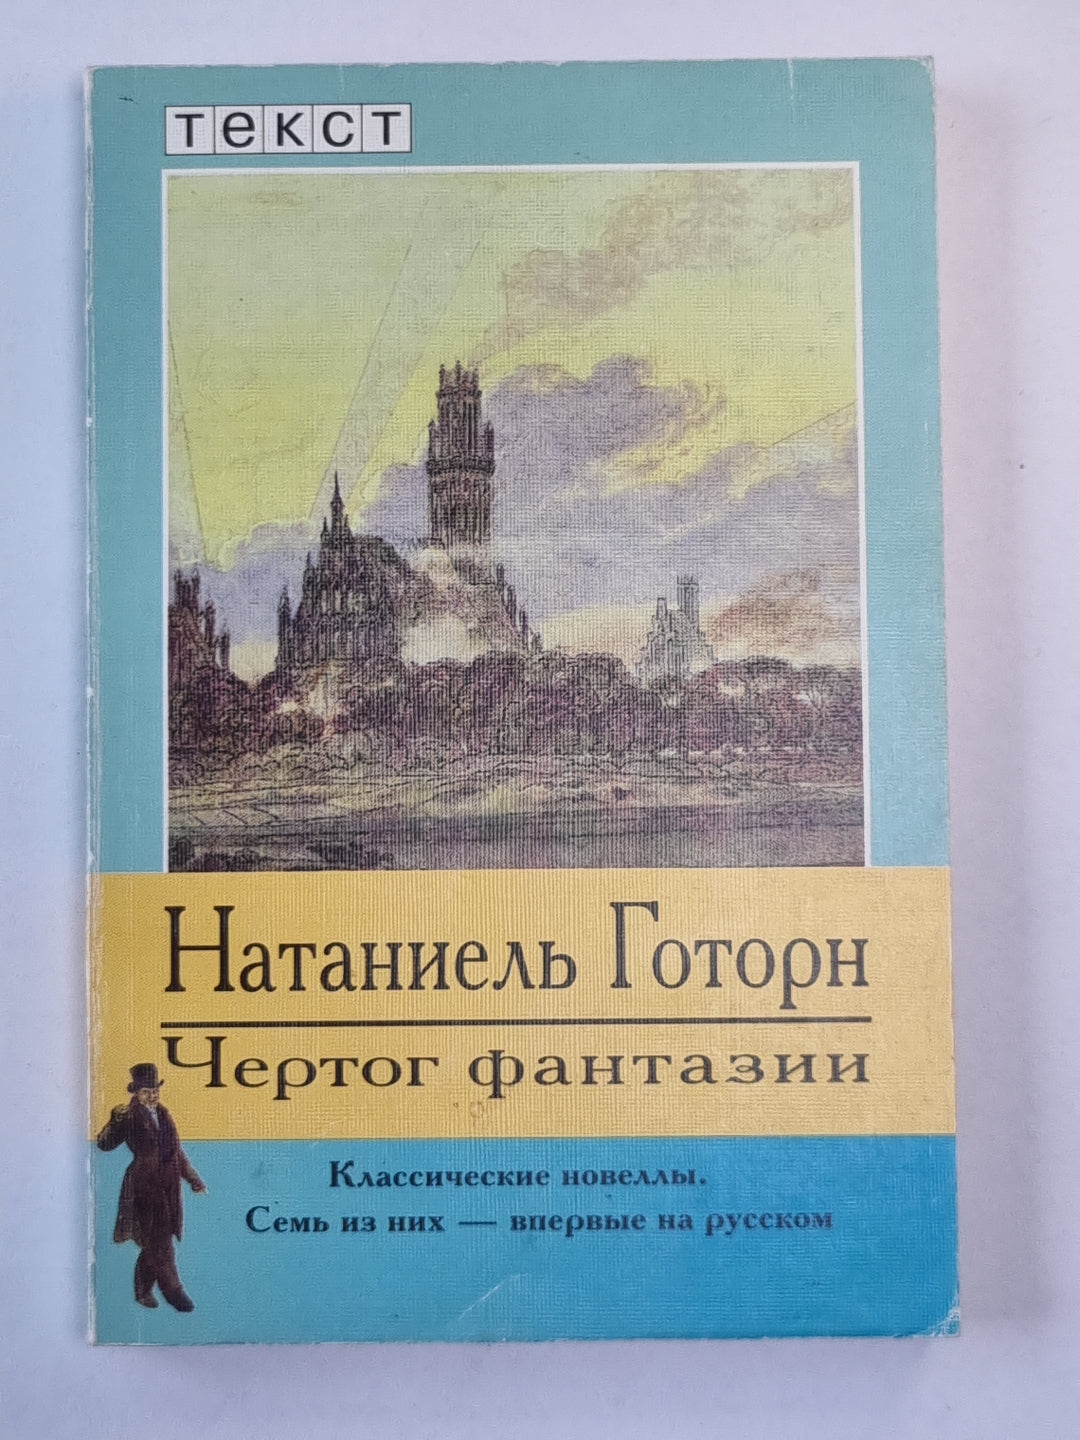 текст
Натаниель Готорн
Чертог фантазии
Классические новеллы.
Семь из них — впервые на русском